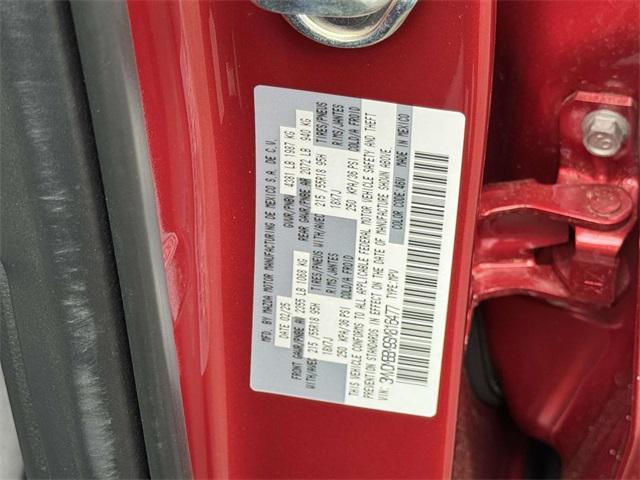 MFD. BY MAZDA MOTOR MANUFACTURING DE MEXICO S.A. DE C.V.
DATE: 02/25 GVWR/PNBV 4381 LB 1987 KG
FRONT GAWR/PNBE AV 2355 LB 1068 KG REAR GAWR/PNBE AR 2072 LB 940 KG
WITH/AVEC TIRES/PNEUS WITH/AVEC TIRES/PNEUS
215 /55R18 95H 215 /55R18 95H
RIMS/JANTES RIMS/JANTES
18X7J 18X7J
COLD/A FROID COLD/A FROID
250 KPA/36 PSI 250 KPA/36 PSI
THIS VEHICLE CONFORMS TO ALL APPLICABLE FEDERAL MOTOR VEHICLE SAFETY AND THEFT
PREVENTION STANDARDS IN EFFECT ON THE DATE OF MANUFACTURE SHOWN ABOVE.
COLOR CODE:46V MADE IN MEXICO
VIN: TYPE:MPV